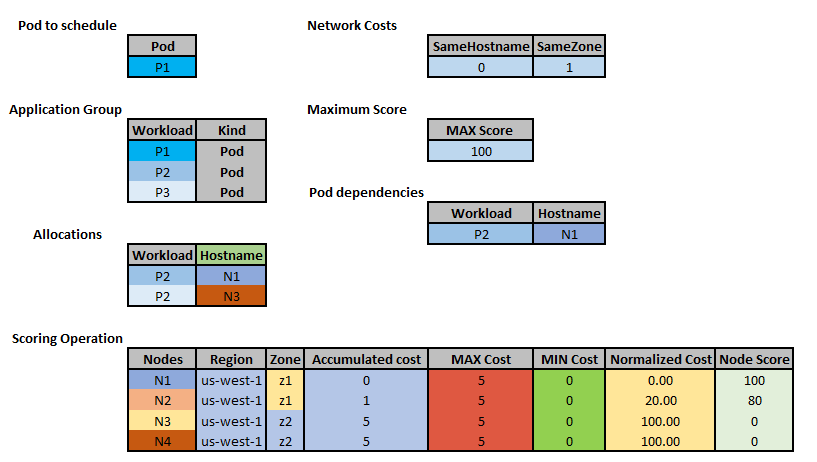 Pod to schedule
Pod
P1
Network Costs
SameHostname SameZone
0 1
Application Group
Workload Kind
P1 Pod
P2 Pod
P3 Pod
Maximum Score
MAX Score
100
Pod dependencies
Workload Hostname
P2 N1
Allocations
Workload Hostname
P2 N1
P2 N3
Scoring Operation
Nodes Region Zone Accumulated cost MAX Cost MIN Cost Normalized Cost Node Score
N1 us-west-1 z1 0 5 0 0.00 100
N2 us-west-1 z1 1 5 0 20.00 80
N3 us-west-1 z2 5 5 0 100.00 0
N4 us-west-1 z2 5 5 0 100.00 0